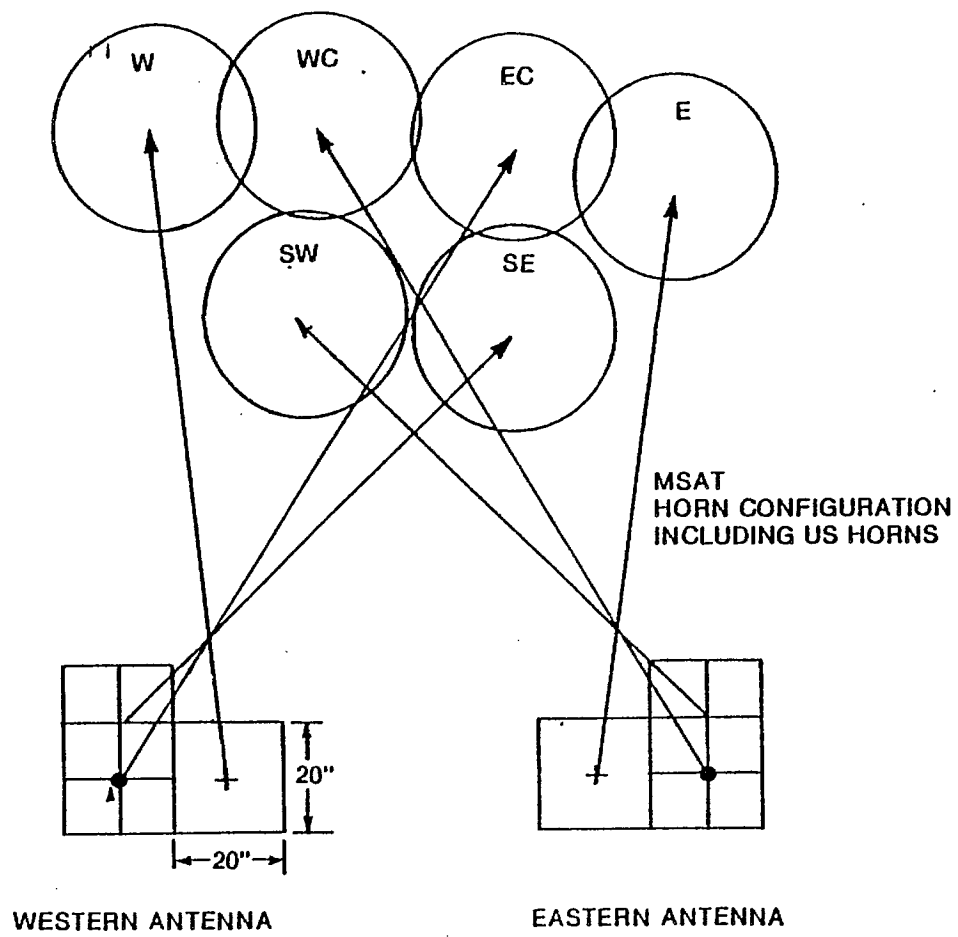 W
WC
EC
E
SW
SE
MSAT
HORN CONFIGURATION
INCLUDING US HORNS
20"
20"
WESTERN ANTENNA
EASTERN ANTENNA